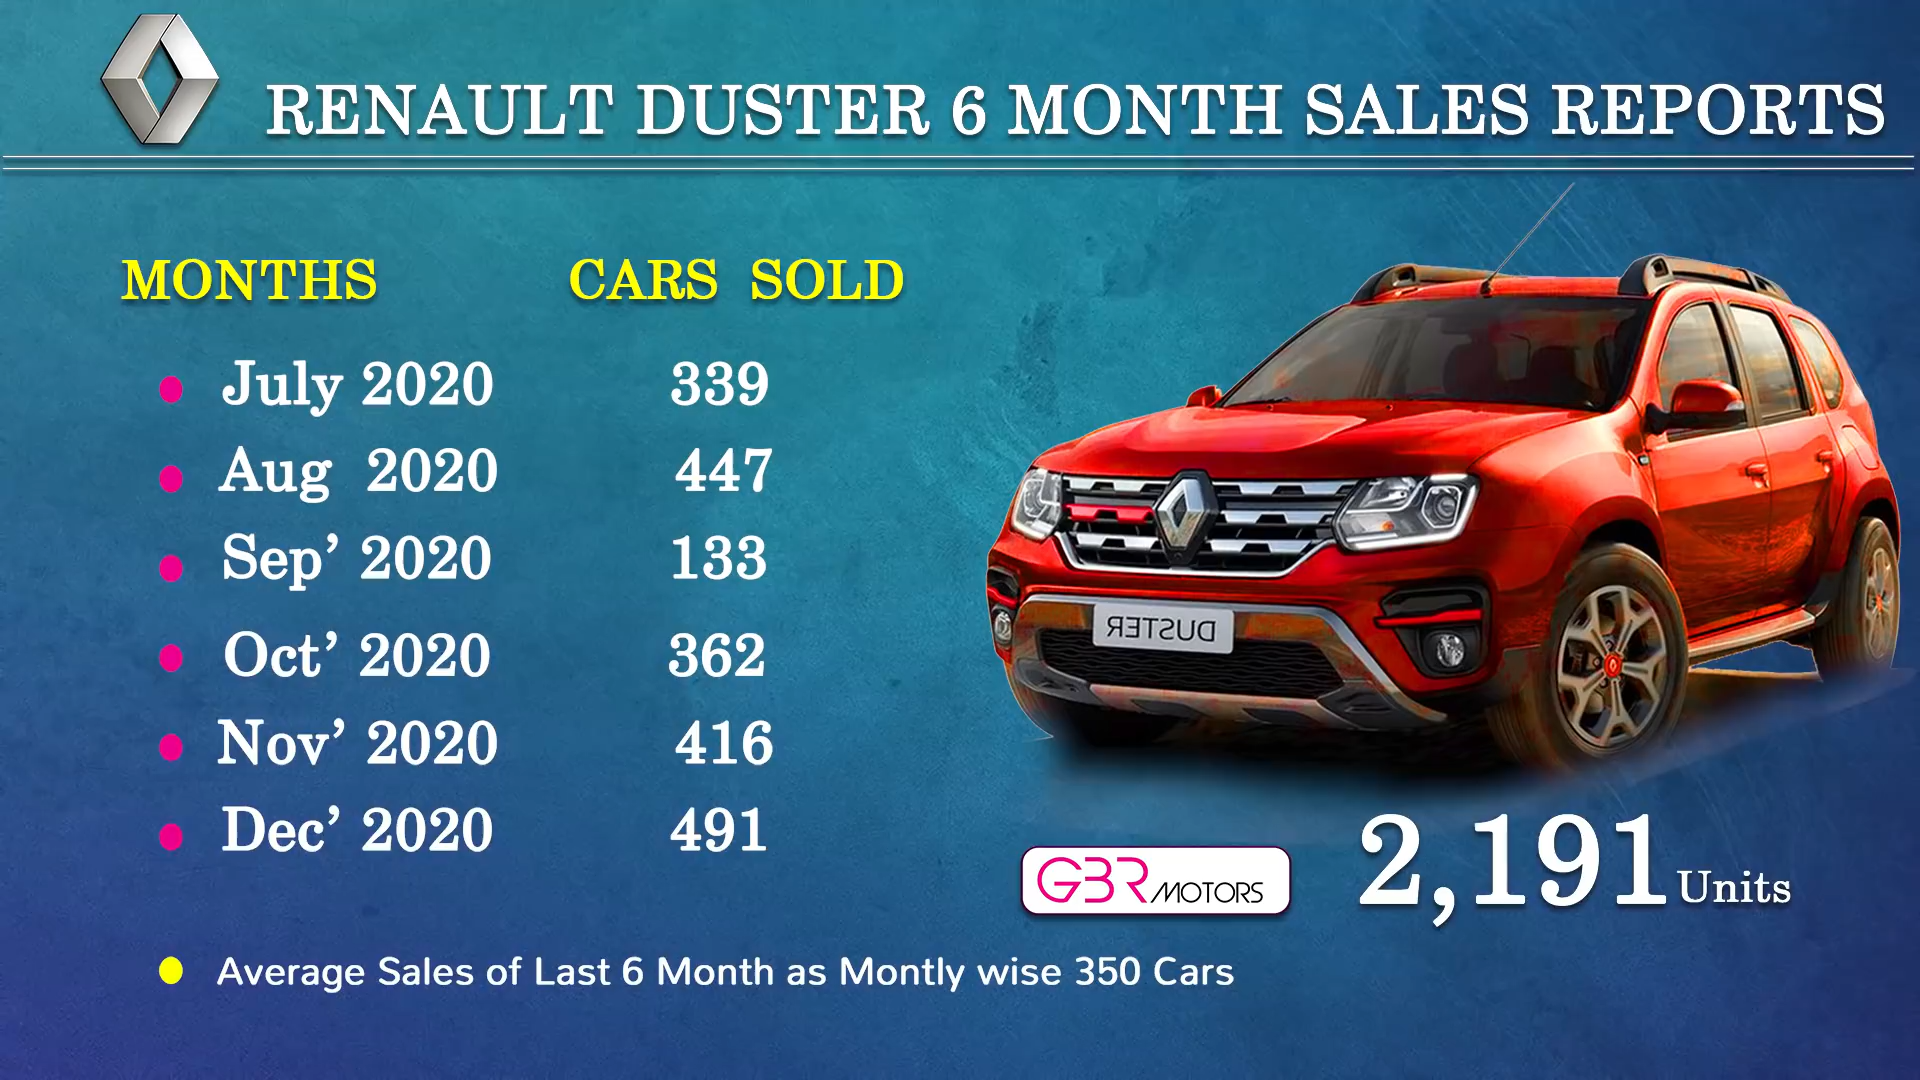 RENAULT DUSTER 6 MONTH SALES REPORTS
MONTHS CARS SOLD
July 2020 339
Aug 2020 447
Sep’ 2020 133
Oct’ 2020 362
Nov’ 2020 416
Dec’ 2020 491
DUSTER
GBR MOTORS
2,191 Units
Average Sales of Last 6 Month as Montly wise 350 Cars